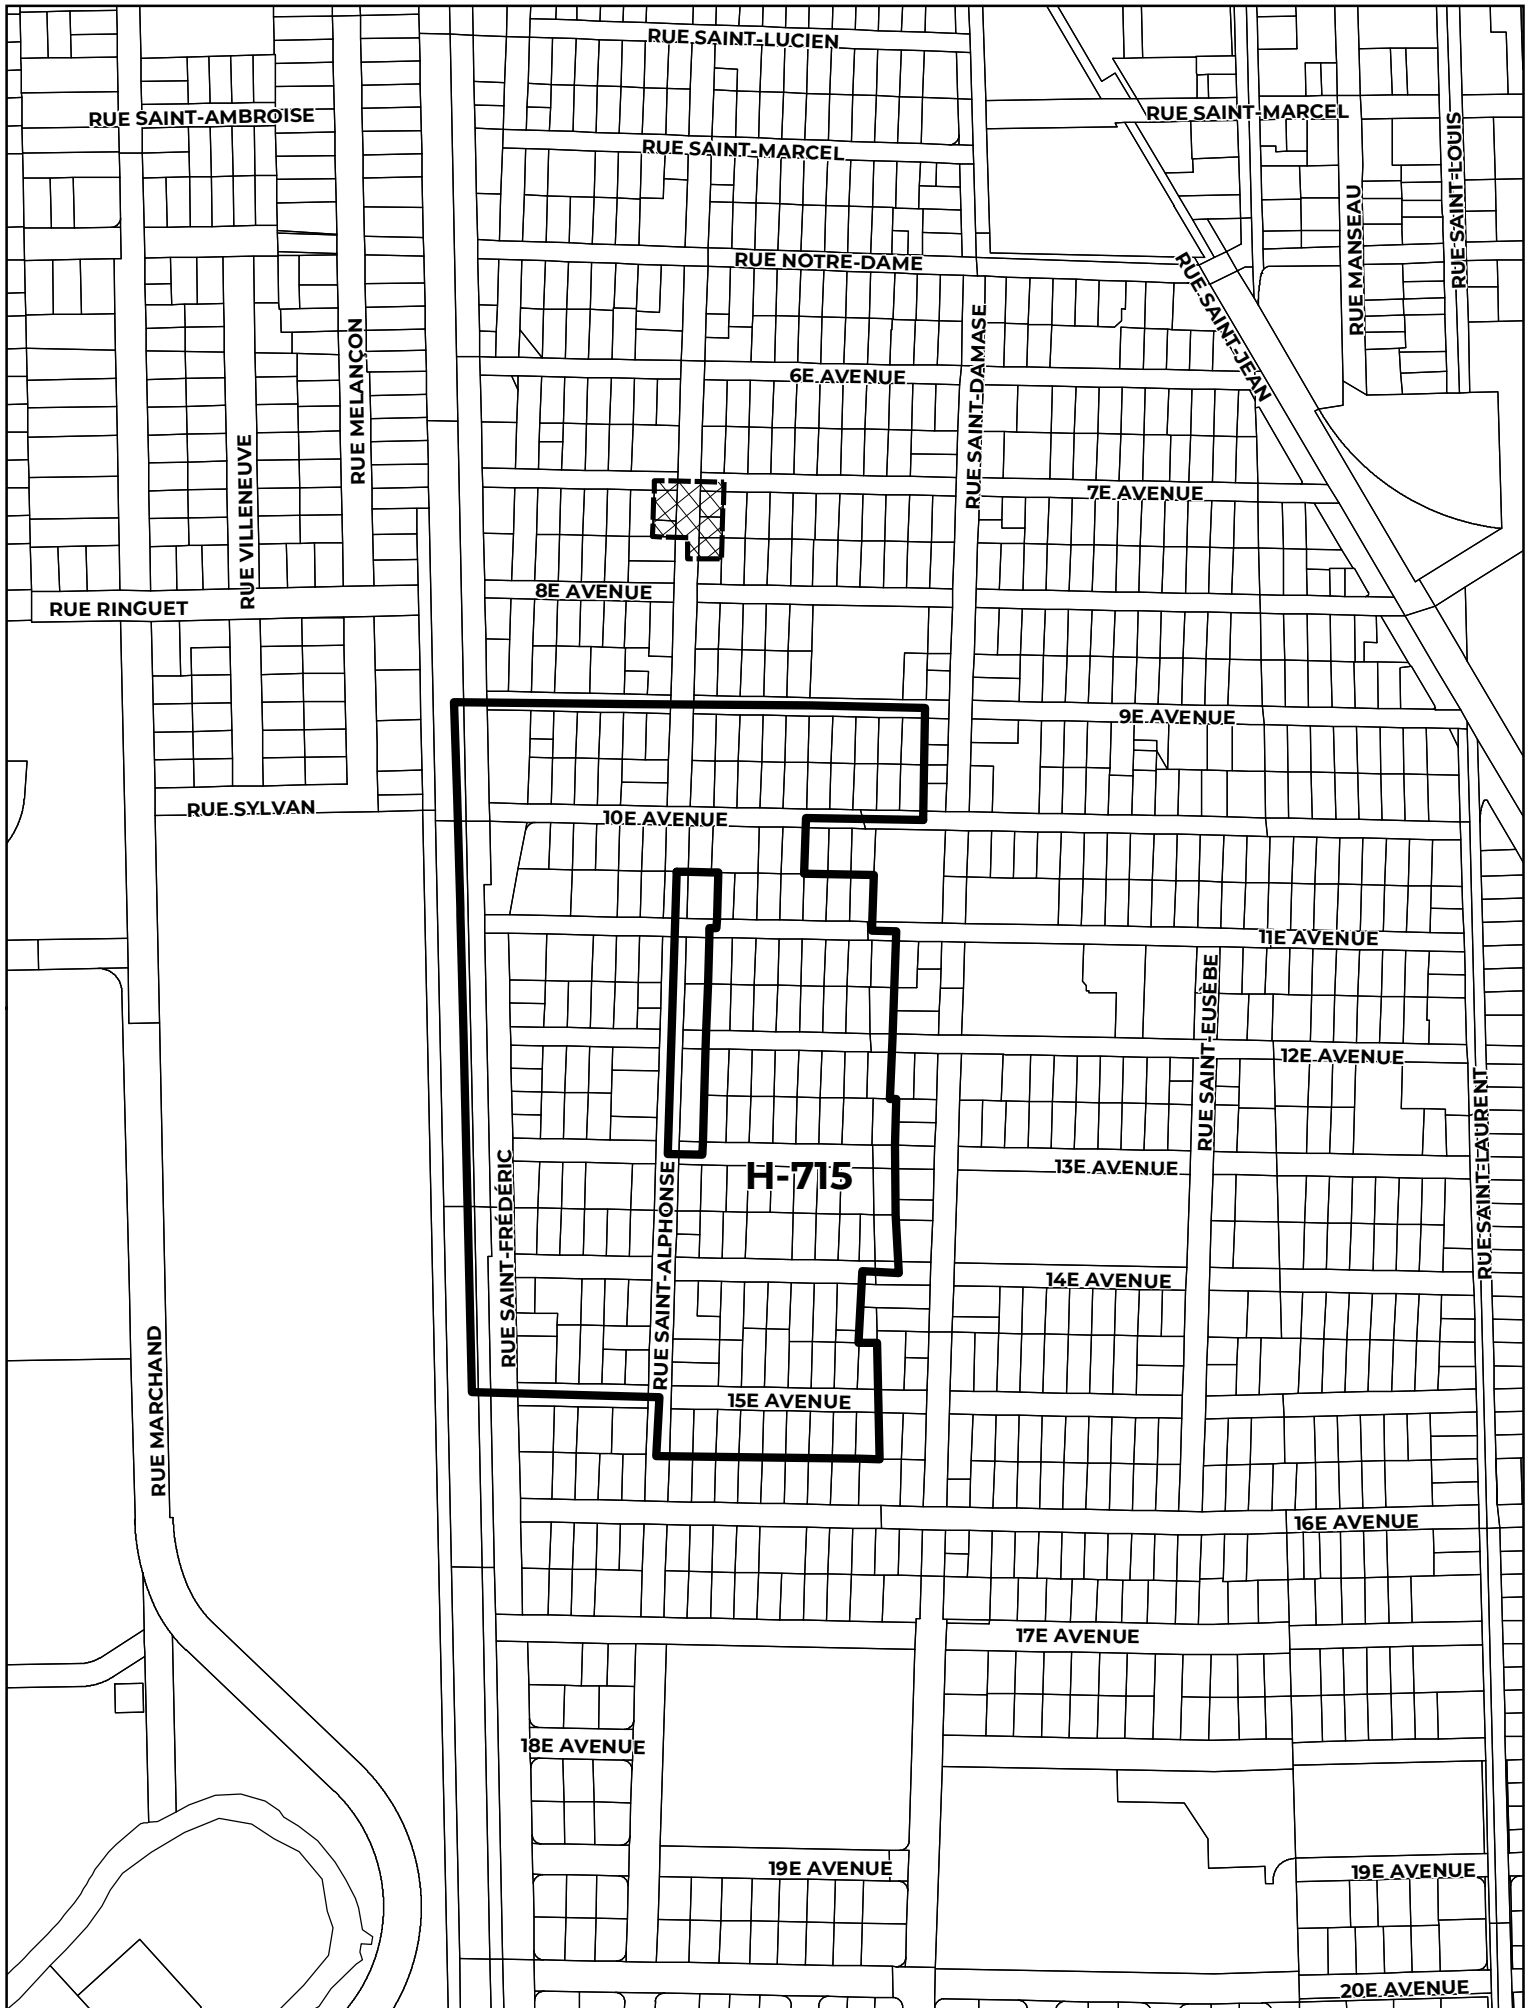 RUE SAINT-LUCIEN
RUE SAINT-AMBROISE
RUE SAINT-MARCEL
RUE SAINT-LOUIS
RUE SAINT-MARCEL
RUE MANSEAU
RUE NOTRE-DAME
RUE SAINT-JEAN
RUE SAINT-DAMASE
RUE MELANÇON
6E AVENUE
RUE VILLENEUVE
7E AVENUE
8E AVENUE
RUE RINGUET
9E AVENUE
RUE SYLVAN
10E AVENUE
11E AVENUE
RUE SAINT-EUSÈBE
12E AVENUE
RUE SAINT-LAURENT
13E AVENUE
H-715
RUE SAINT-FRÉDÉRIC
RUE SAINT-ALPHONSE
14E AVENUE
RUE MARCHAND
15E AVENUE
16E AVENUE
17E AVENUE
18E AVENUE
19E AVENUE
19E AVENUE
20E AVENUE